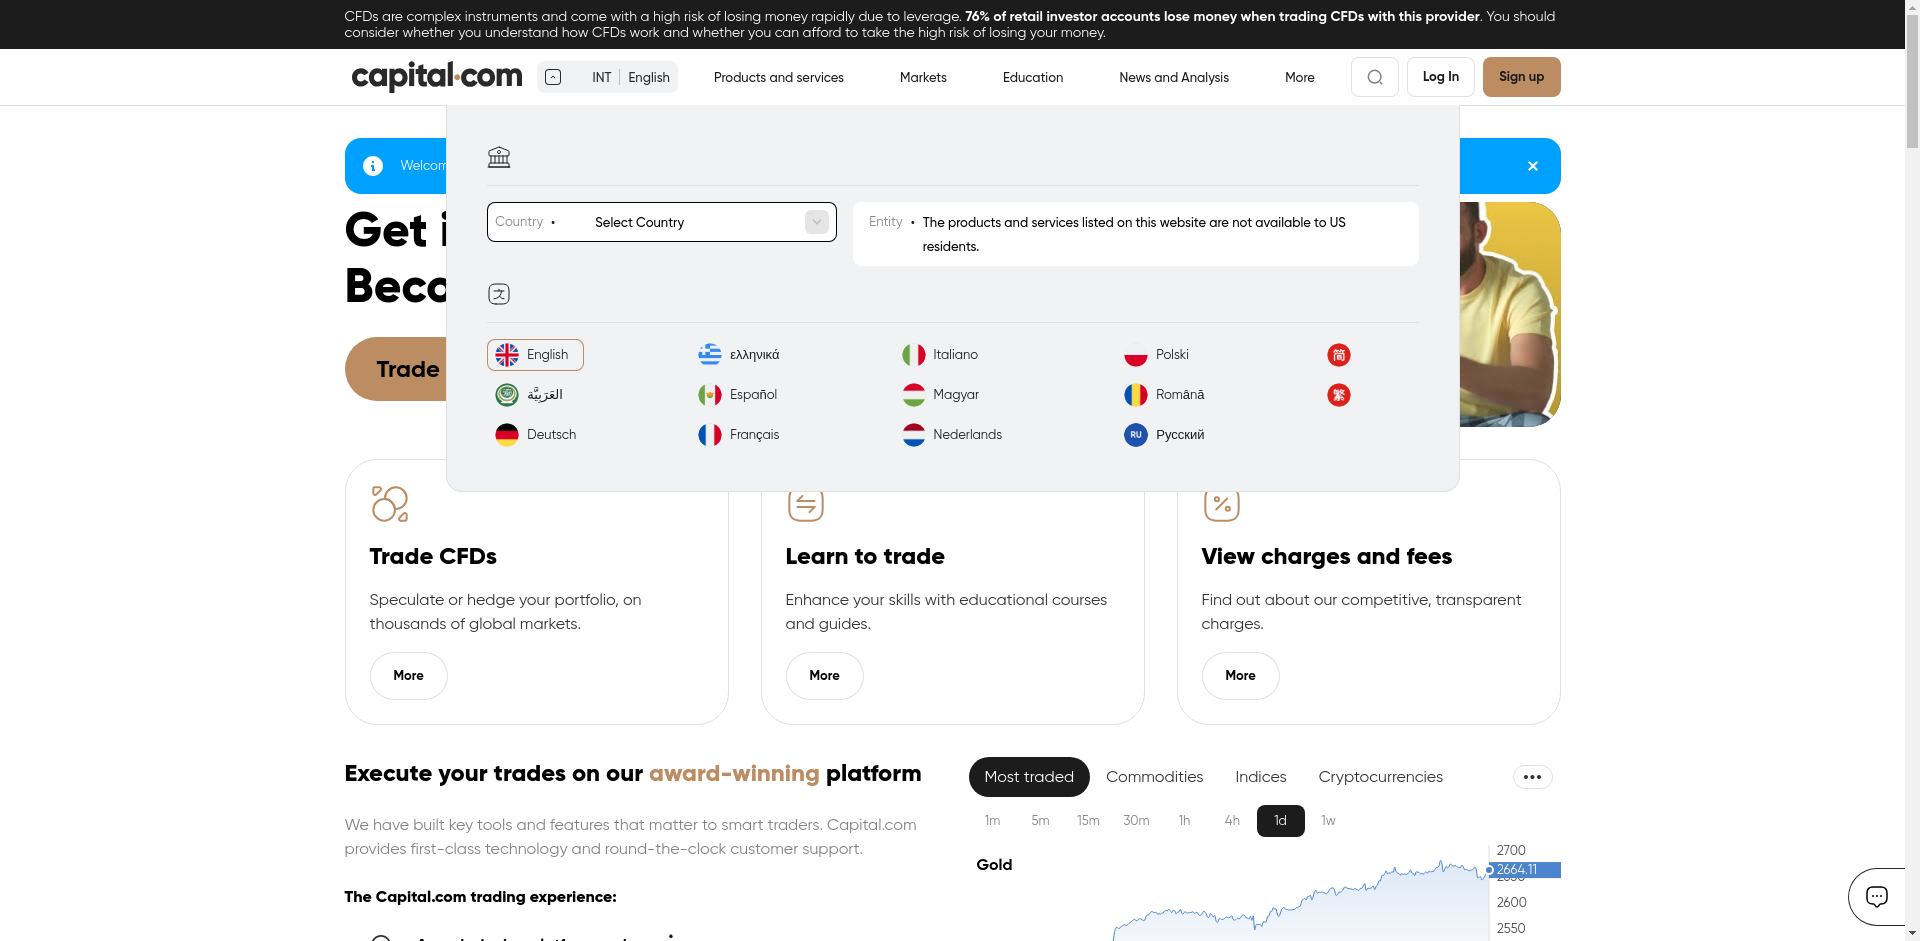 CFDs are complex instruments and come with a high risk of losing money rapidly due to leverage. 76% of retail investor accounts lose money when trading CFDs with this provider. You should
consider whether you understand how CFDs work and whether you can afford to take the high risk of losing your money.
capital.com
INT English
Products and services
Markets
Education
News and Analysis
More
Log In
Sign up
Country • Select Country
Entity • The products and services listed on this website are not available to US
residents.
English
ελληνικά
Italiano
Polski
简
العَرَبِيَّة
Español
Magyar
Română
繁
Deutsch
Français
Nederlands
RU Русский
Trade
Trade CFDs
Speculate or hedge your portfolio, on
thousands of global markets.
More
Learn to trade
Enhance your skills with educational courses
and guides.
More
View charges and fees
Find out about our competitive, transparent
charges.
More
Execute your trades on our award-winning platform
We have built key tools and features that matter to smart traders. Capital.com
provides first-class technology and round-the-clock customer support.
The Capital.com trading experience:
Most traded
Commodities
Indices
Cryptocurrencies
1m 5m 15m 30m 1h 4h 1d 1w
Gold
2700
2664.11
2600
2550